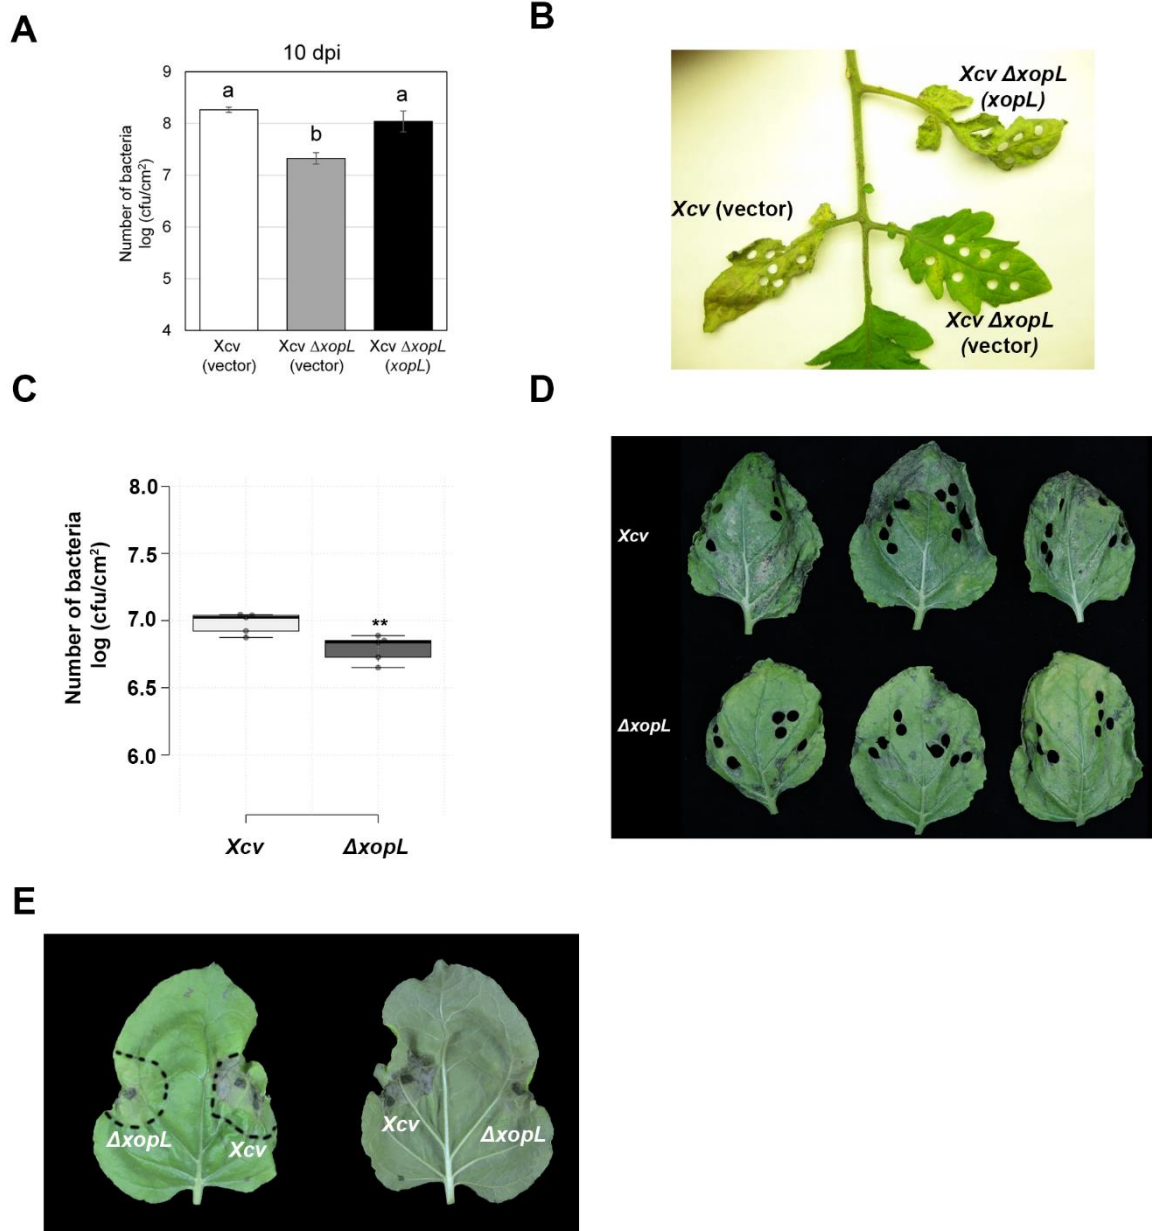 A
10 dpi
Number of bacteria
log (cfu/cm²)
9
8
7
6
5
4
a
b
a
Xcv
(vector)
Xcv ΔxopL
(vector)
Xcv ΔxopL
(xopL)
B
Xcv ΔxopL
(xopL)
Xcv (vector)
Xcv ΔxopL
(vector)
C
Number of bacteria
log (cfu/cm²)
8.0
7.5
7.0
6.5
6.0
**
Xcv
ΔxopL
D
Xcv
ΔxopL
E
ΔxopL
Xcv
Xcv
ΔxopL